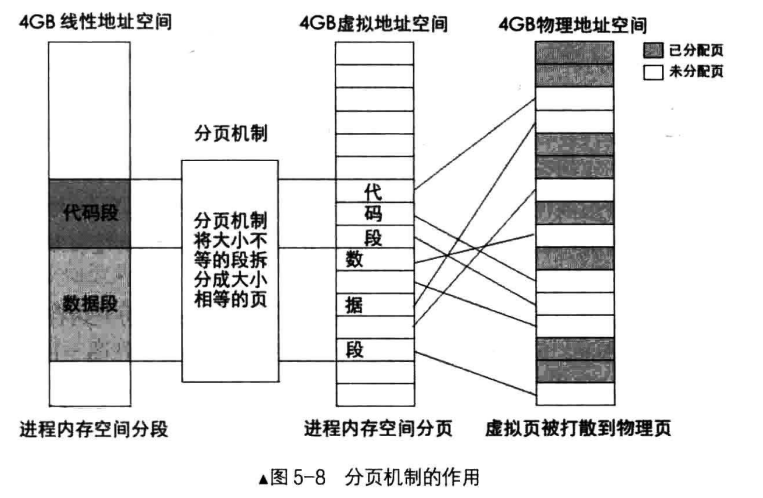 4GB 线性地址空间
4GB虚拟地址空间
4GB物理地址空间
已分配页
未分配页
分页机制
代码段
数据段
分页机制
将大小不
等的段拆
分成大小
相等的页
代
码
段
数
据
段
进程内存空间分段
进程内存空间分页
虚拟页被打散到物理页
▲图 5-8 分页机制的作用